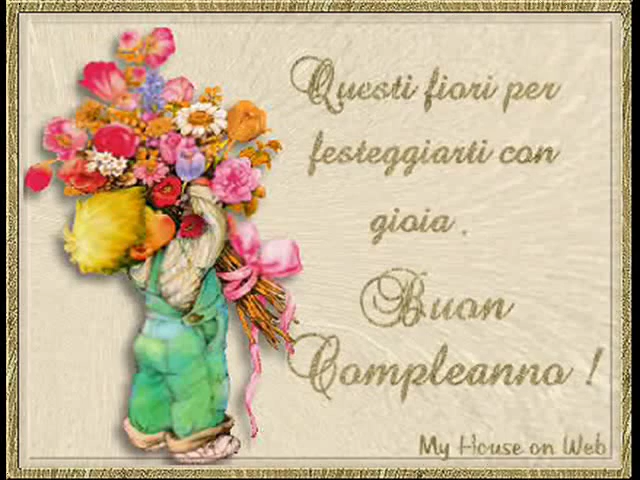 Questi fiori per
festeggiarti con
gioia .
Buon
Compleanno !
My House on Web